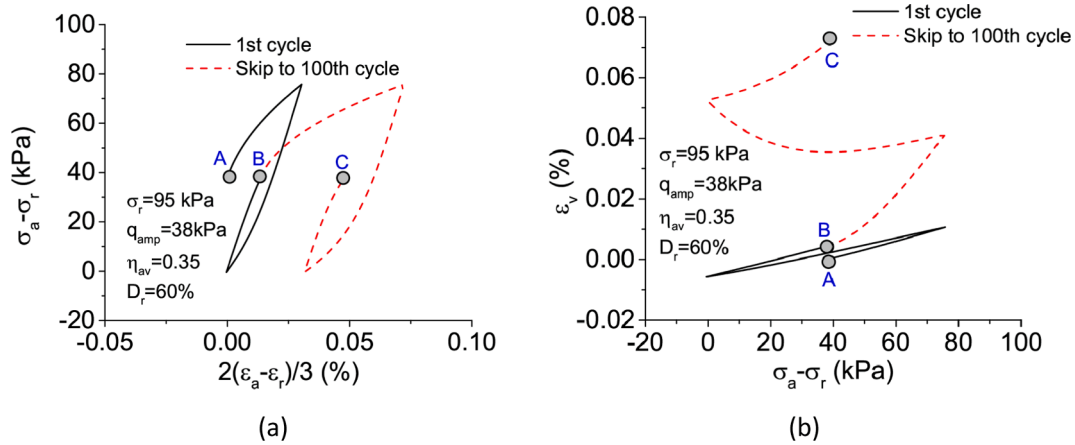 (a)
100
80
60
40
20
0
-20
σa-σr (kPa)
1st cycle
Skip to 100th cycle
A
B
C
σr=95 kPa
qamp=38kPa
ηav=0.35
Dr=60%
-0.05
0.00
0.05
0.10
2(εa-εr)/3 (%)
(a)
(b)
0.08
0.06
0.04
0.02
0.00
-0.02
εv (%)
1st cycle
Skip to 100th cycle
C
σr=95 kPa
qamp=38kPa
ηav=0.35
Dr=60%
B
A
-20
0
20
40
60
80
100
σa-σr (kPa)
(b)